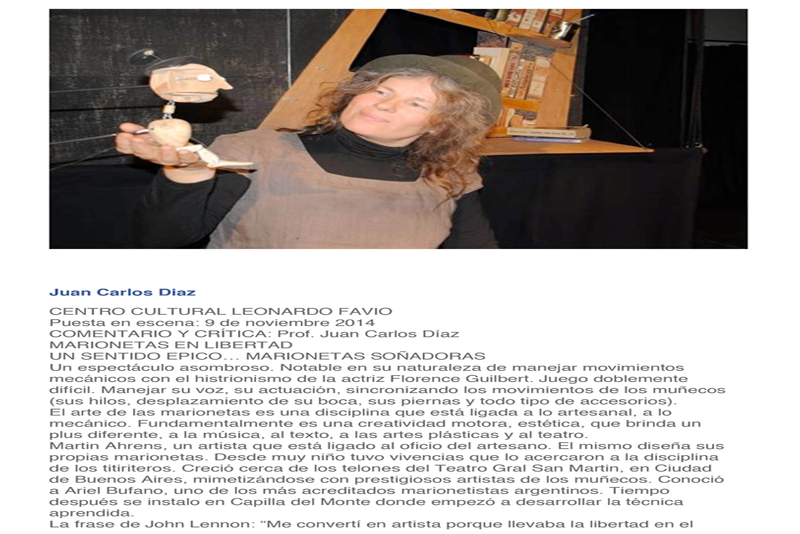 Juan Carlos Diaz
CENTRO CULTURAL LEONARDO FAVIO
Puesta en escena: 9 de noviembre 2014
COMENTARIO Y CRÍTICA: Prof. Juan Carlos Díaz
MARIONETAS EN LIBERTAD
UN SENTIDO EPICO… MARIONETAS SOÑADORAS
Un espectáculo asombroso. Notable en su naturaleza de manejar movimientos
mecánicos con el histrionismo de la actriz Florence Guilbert. Juego doblemente
difícil. Manejar su voz, su actuación, sincronizando los movimientos de los muñecos
(sus hilos, desplazamiento de su boca, sus piernas y todo tipo de accesorios).
El arte de las marionetas es una disciplina que está ligada a lo artesanal, a lo
mecánico. Fundamentalmente es una creatividad motora, estética, que brinda un
plus diferente, a la música, al texto, a las artes plásticas y al teatro.
Martin Ahrens, un artista que está ligado al oficio del artesano. El mismo diseña sus
propias marionetas. Desde muy niño tuvo vivencias que lo acercaron a la disciplina
de los titiriteros. Creció cerca de los telones del Teatro Gral San Martin, en Ciudad
de Buenos Aires, mimetizándose con prestigiosos artistas de los muñecos. Conoció
a Ariel Bufano, uno de los más acreditados marionetistas argentinos. Tiempo
después se instalo en Capilla del Monte donde empezó a desarrollar la técnica
aprendida.
La frase de John Lennon: “Me convertí en artista porque llevaba la libertad en el